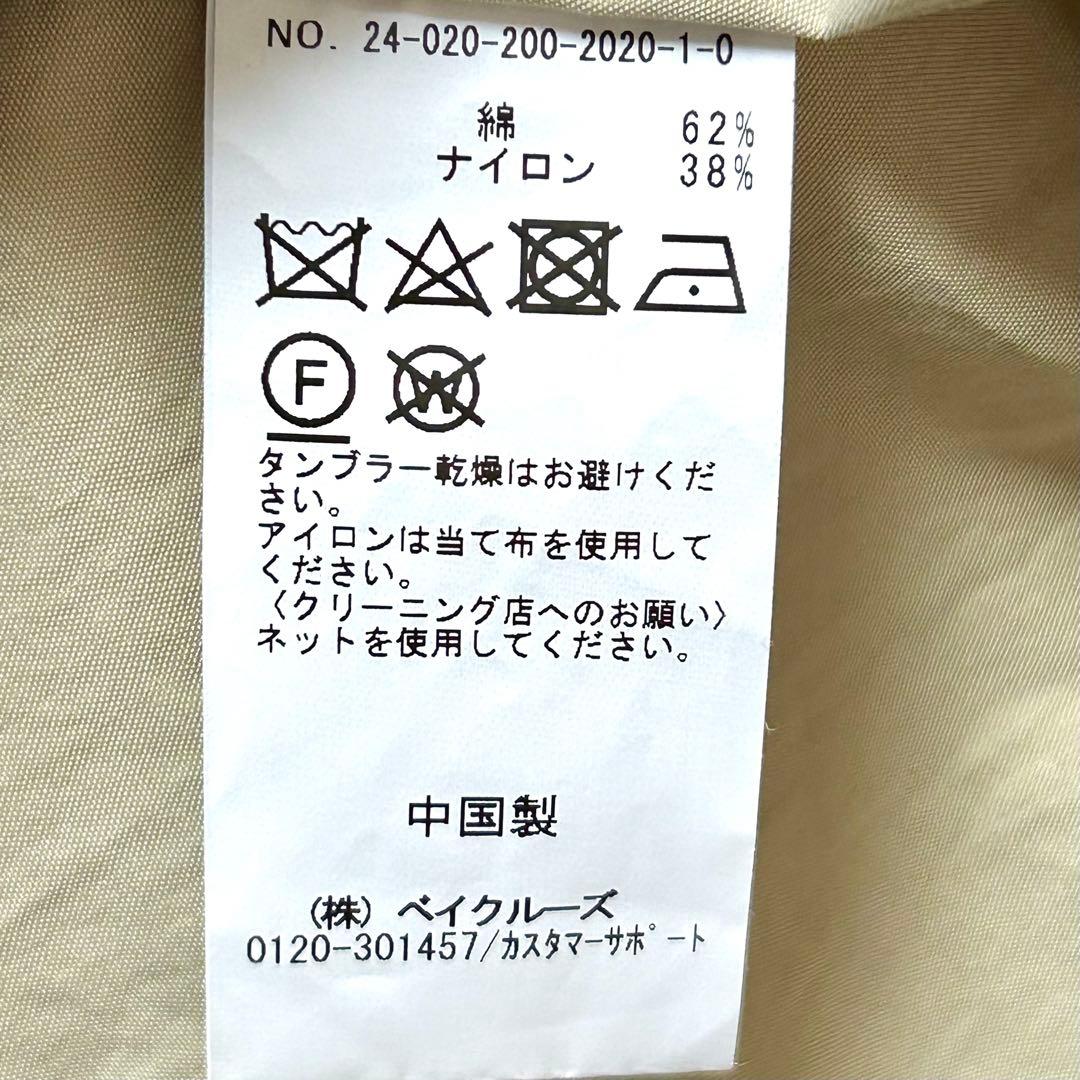 NO. 24-020-200-2020-1-0
綿 62%
ナイロン 38%
F
W
タンブラー乾燥はお避けくだ
さい。
アイロンは当て布を使用して
ください。
〈クリーニング店へのお願い〉
ネットを使用してください。
中国製
(株) ベイクルーズ
0120-301457/ｶｽﾀﾏｰｻﾎﾟｰﾄ